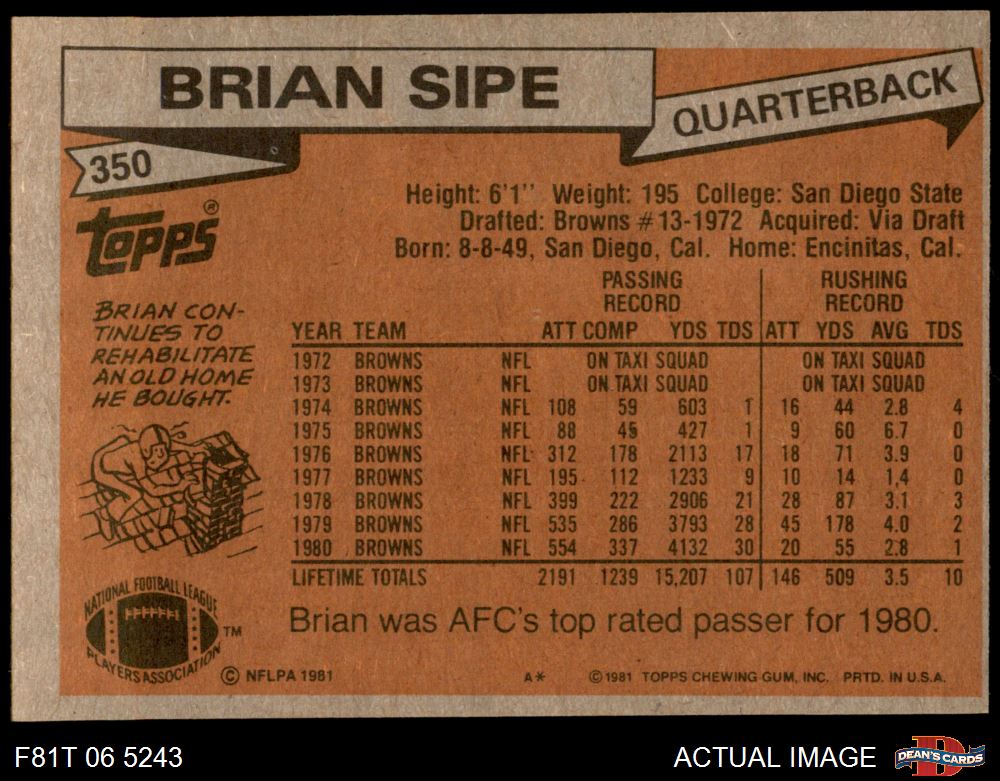 BRIAN SIPE
QUARTERBACK
350
topps®
Height: 6'1'' Weight: 195 College: San Diego State
Drafted: Browns #13-1972 Acquired: Via Draft
Born: 8-8-49, San Diego, Cal. Home: Encinitas, Cal.
BRIAN CON-
TINUES TO
REHABILITATE
AN OLD HOME
HE BOUGHT.
PASSING RECORD RUSHING RECORD
YEAR TEAM ATT COMP YDS TDS ATT YDS AVG TDS
1972 BROWNS NFL ON TAXI SQUAD ON TAXI SQUAD
1973 BROWNS NFL ON TAXI SQUAD ON TAXI SQUAD
1974 BROWNS NFL 108 59 603 1 16 44 2.8 4
1975 BROWNS NFL 88 45 427 1 9 60 6.7 0
1976 BROWNS NFL 312 178 2113 17 18 71 3.9 0
1977 BROWNS NFL 195 112 1233 9 10 14 1.4 0
1978 BROWNS NFL 399 222 2906 21 28 87 3.1 3
1979 BROWNS NFL 535 286 3793 28 45 178 4.0 2
1980 BROWNS NFL 554 337 4132 30 20 55 2.8 1
LIFETIME TOTALS 2191 1239 15,207 107 146 509 3.5 10
Brian was AFC's top rated passer for 1980.
NATIONAL FOOTBALL LEAGUE
PLAYERS ASSOCIATION
TM
© NFLPA 1981 A* ©1981 TOPPS CHEWING GUM, INC. PRTD. IN U.S.A.
F81T 06 5243 ACTUAL IMAGE
D
DEAN'S CARDS